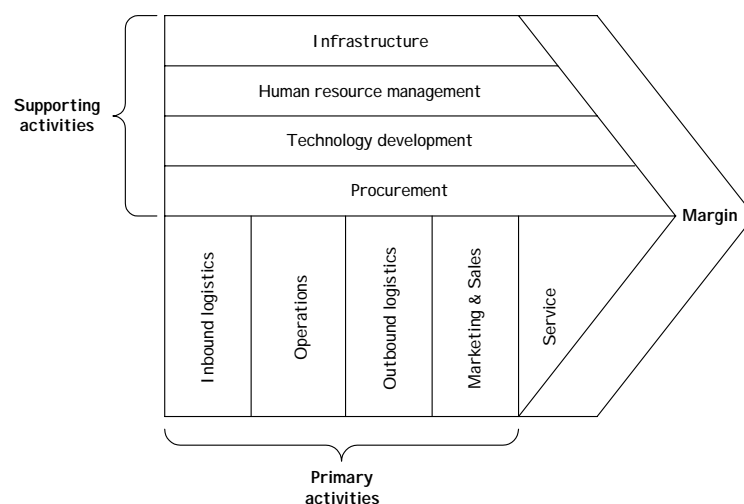 Infrastructure
Human resource management
Supporting
activities
Technology development
Procurement
Margin
Inbound logistics
Operations
Outbound logistics
Marketing & Sales
Service
Primary
activities